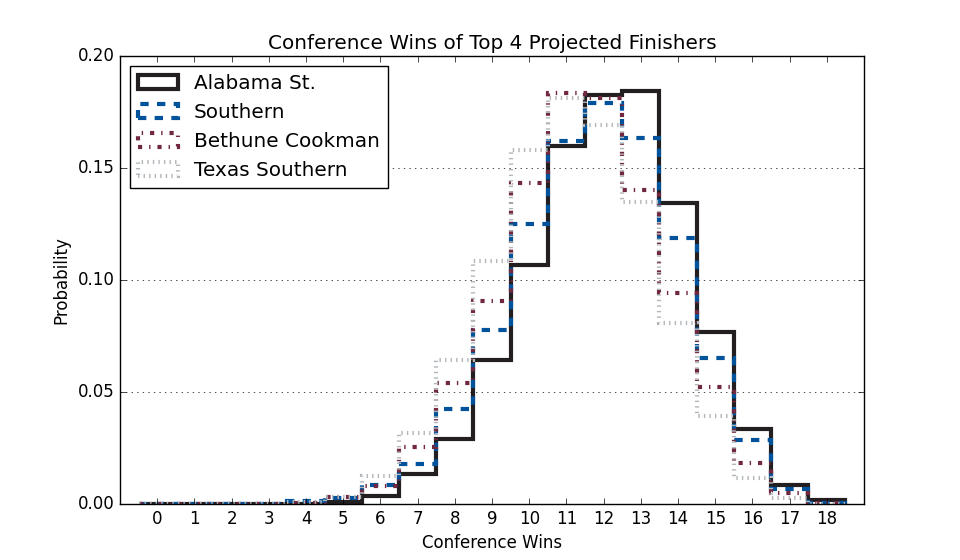 Conference Wins of Top 4 Projected Finishers
0.20
Alabama St.
Southern
Bethune Cookman
Texas Southern
0.15
Probability
0.10
0.05
0.00
0 1 2 3 4 5 6 7 8 9 10 11 12 13 14 15 16 17 18
Conference Wins